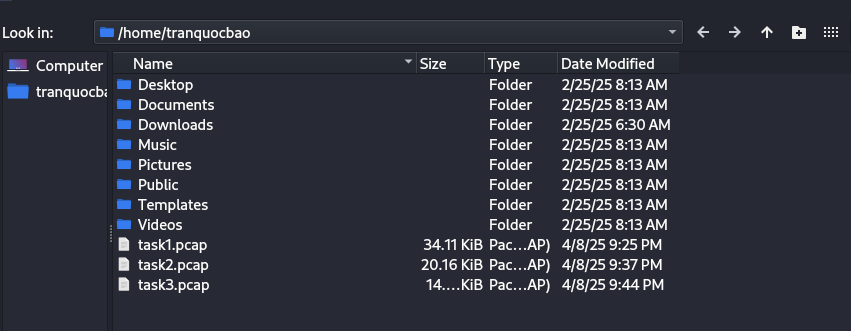 Look in: /home/tranquocbao
Computer
tranquocba
Name Size Type Date Modified
Desktop Folder 2/25/25 8:13 AM
Documents Folder 2/25/25 8:13 AM
Downloads Folder 2/25/25 6:30 AM
Music Folder 2/25/25 8:13 AM
Pictures Folder 2/25/25 8:13 AM
Public Folder 2/25/25 8:13 AM
Templates Folder 2/25/25 8:13 AM
Videos Folder 2/25/25 8:13 AM
task1.pcap 34.11 KiB Pac...AP) 4/8/25 9:25 PM
task2.pcap 20.16 KiB Pac...AP) 4/8/25 9:37 PM
task3.pcap 14....KiB Pac...AP) 4/8/25 9:44 PM